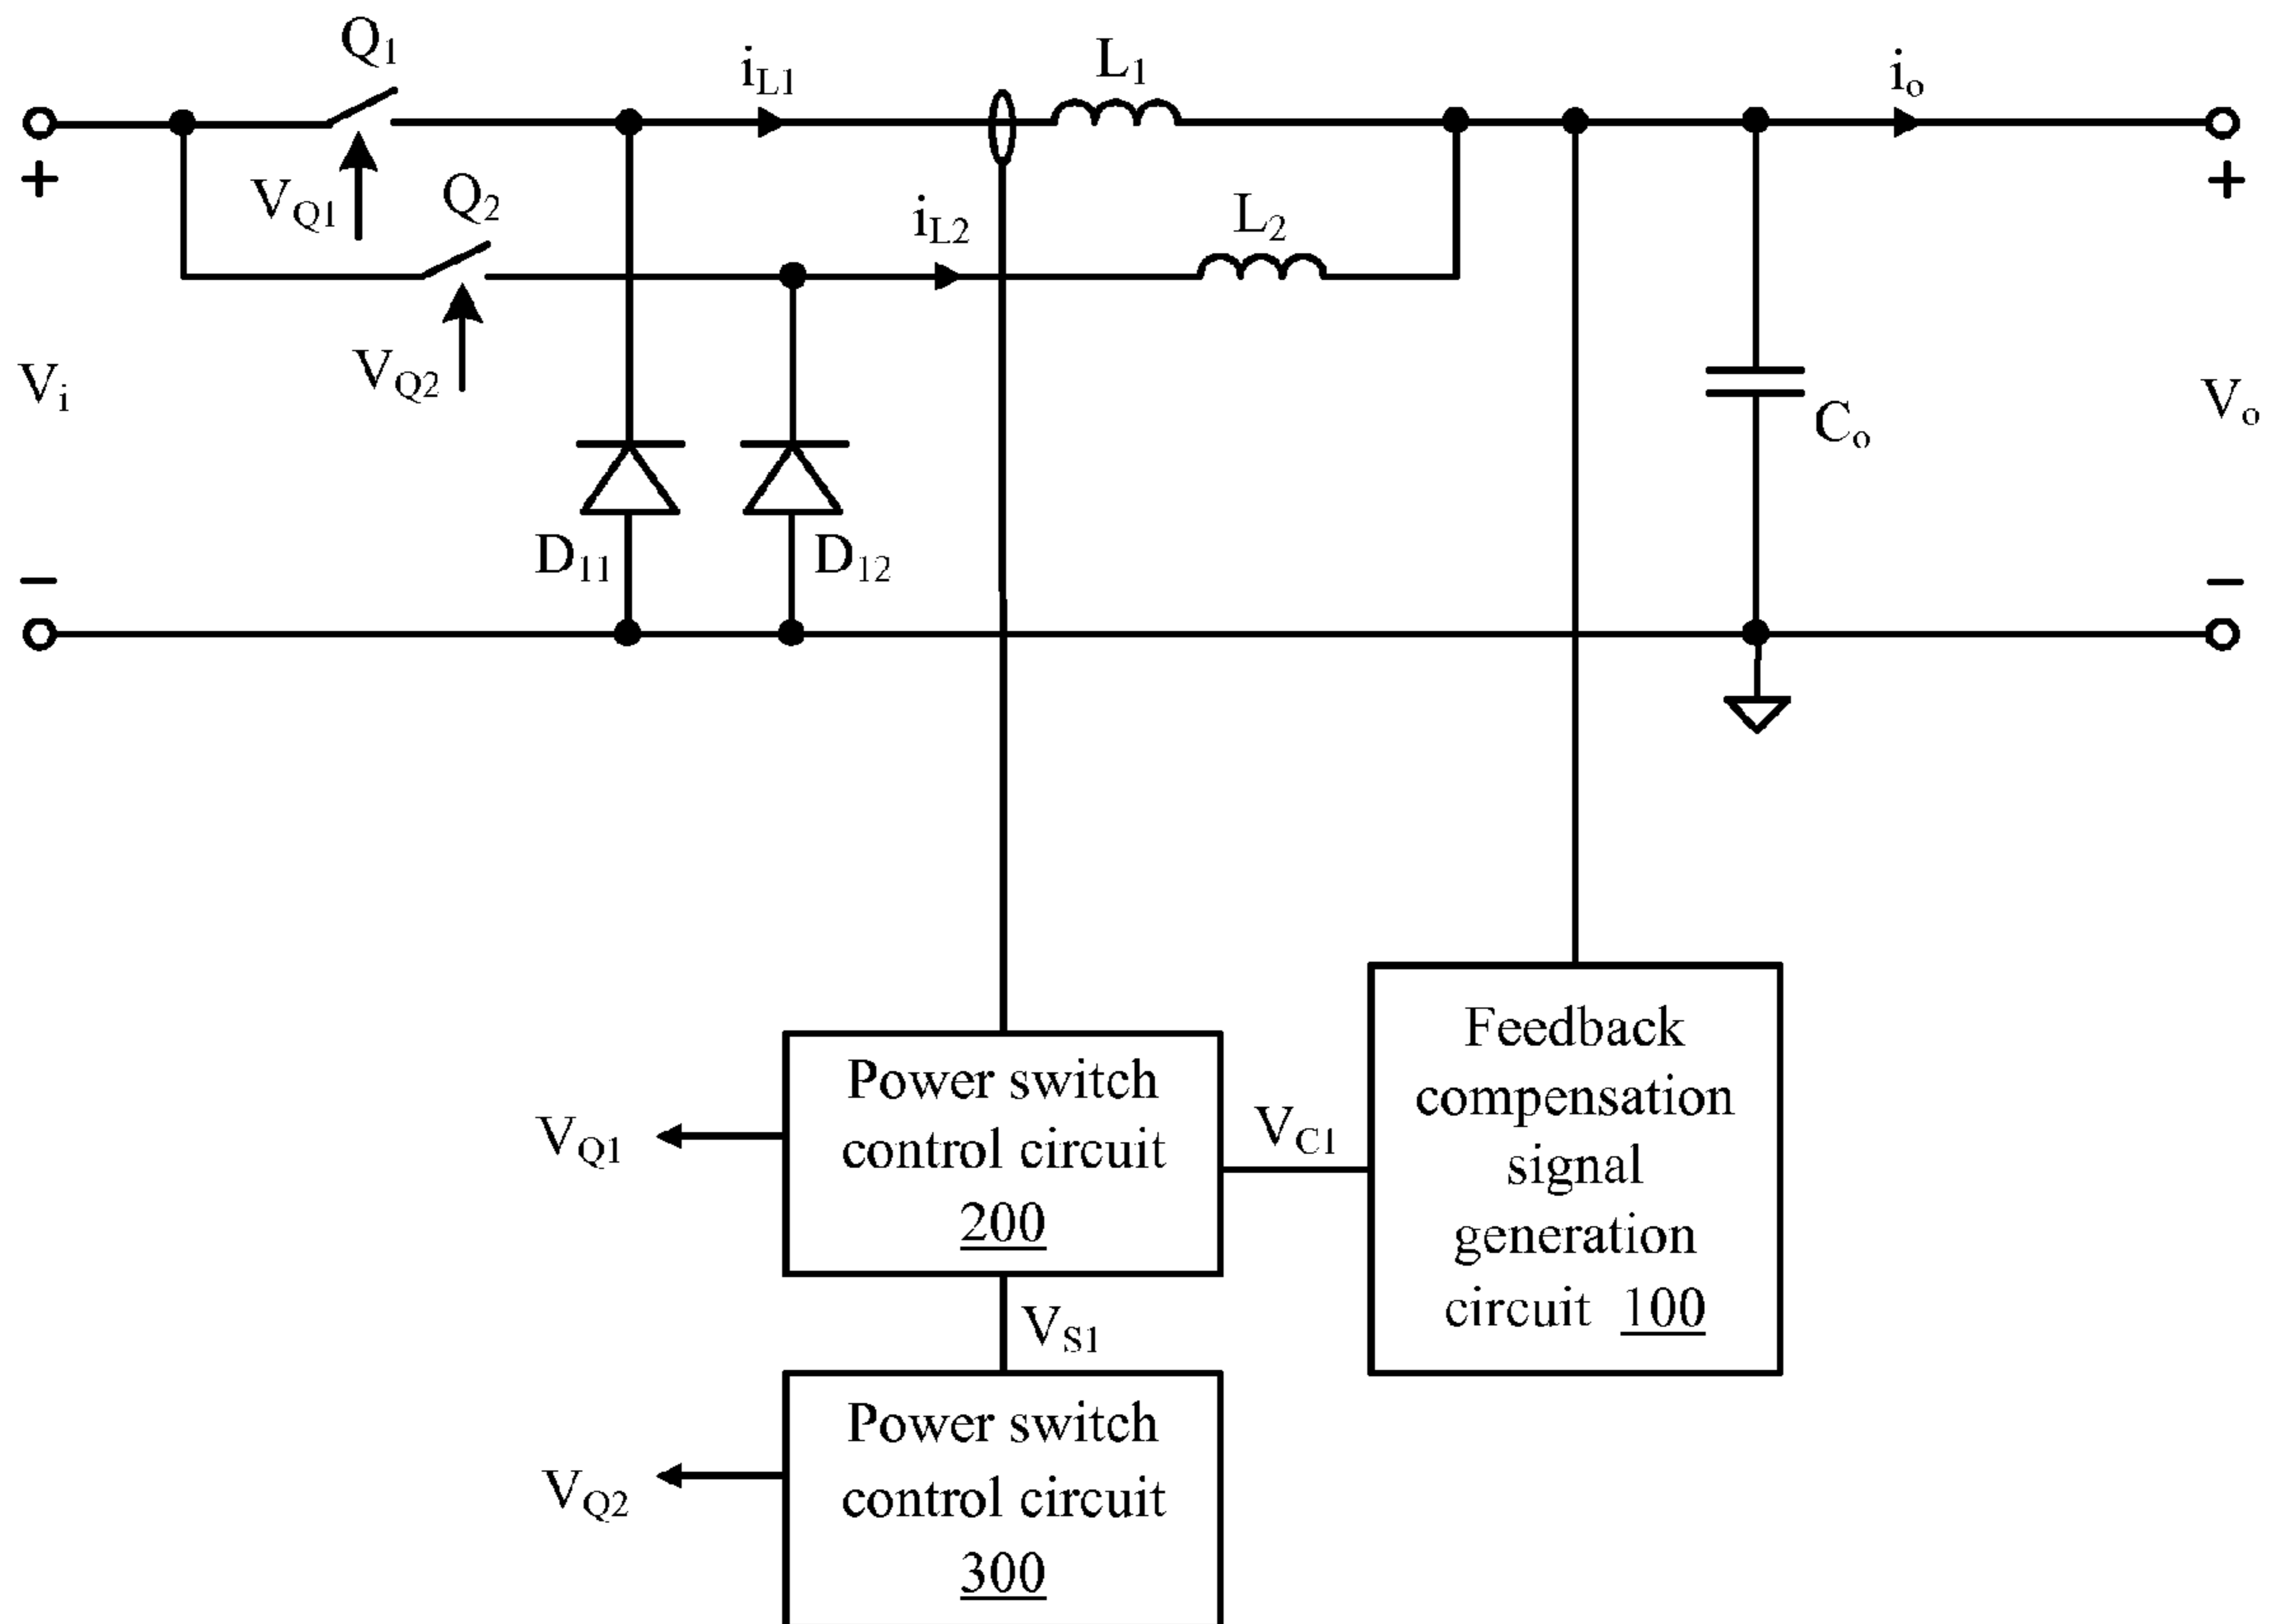 Q1
iL1
L1
io
+
VQ1
Q2
iL2
L2
+
Vi
VQ2
Co
Vo
D11
D12
−
−
Power switch
control circuit
200
VQ1
VC1
Feedback
compensation
signal
generation
circuit 100
VS1
Power switch
control circuit
300
VQ2